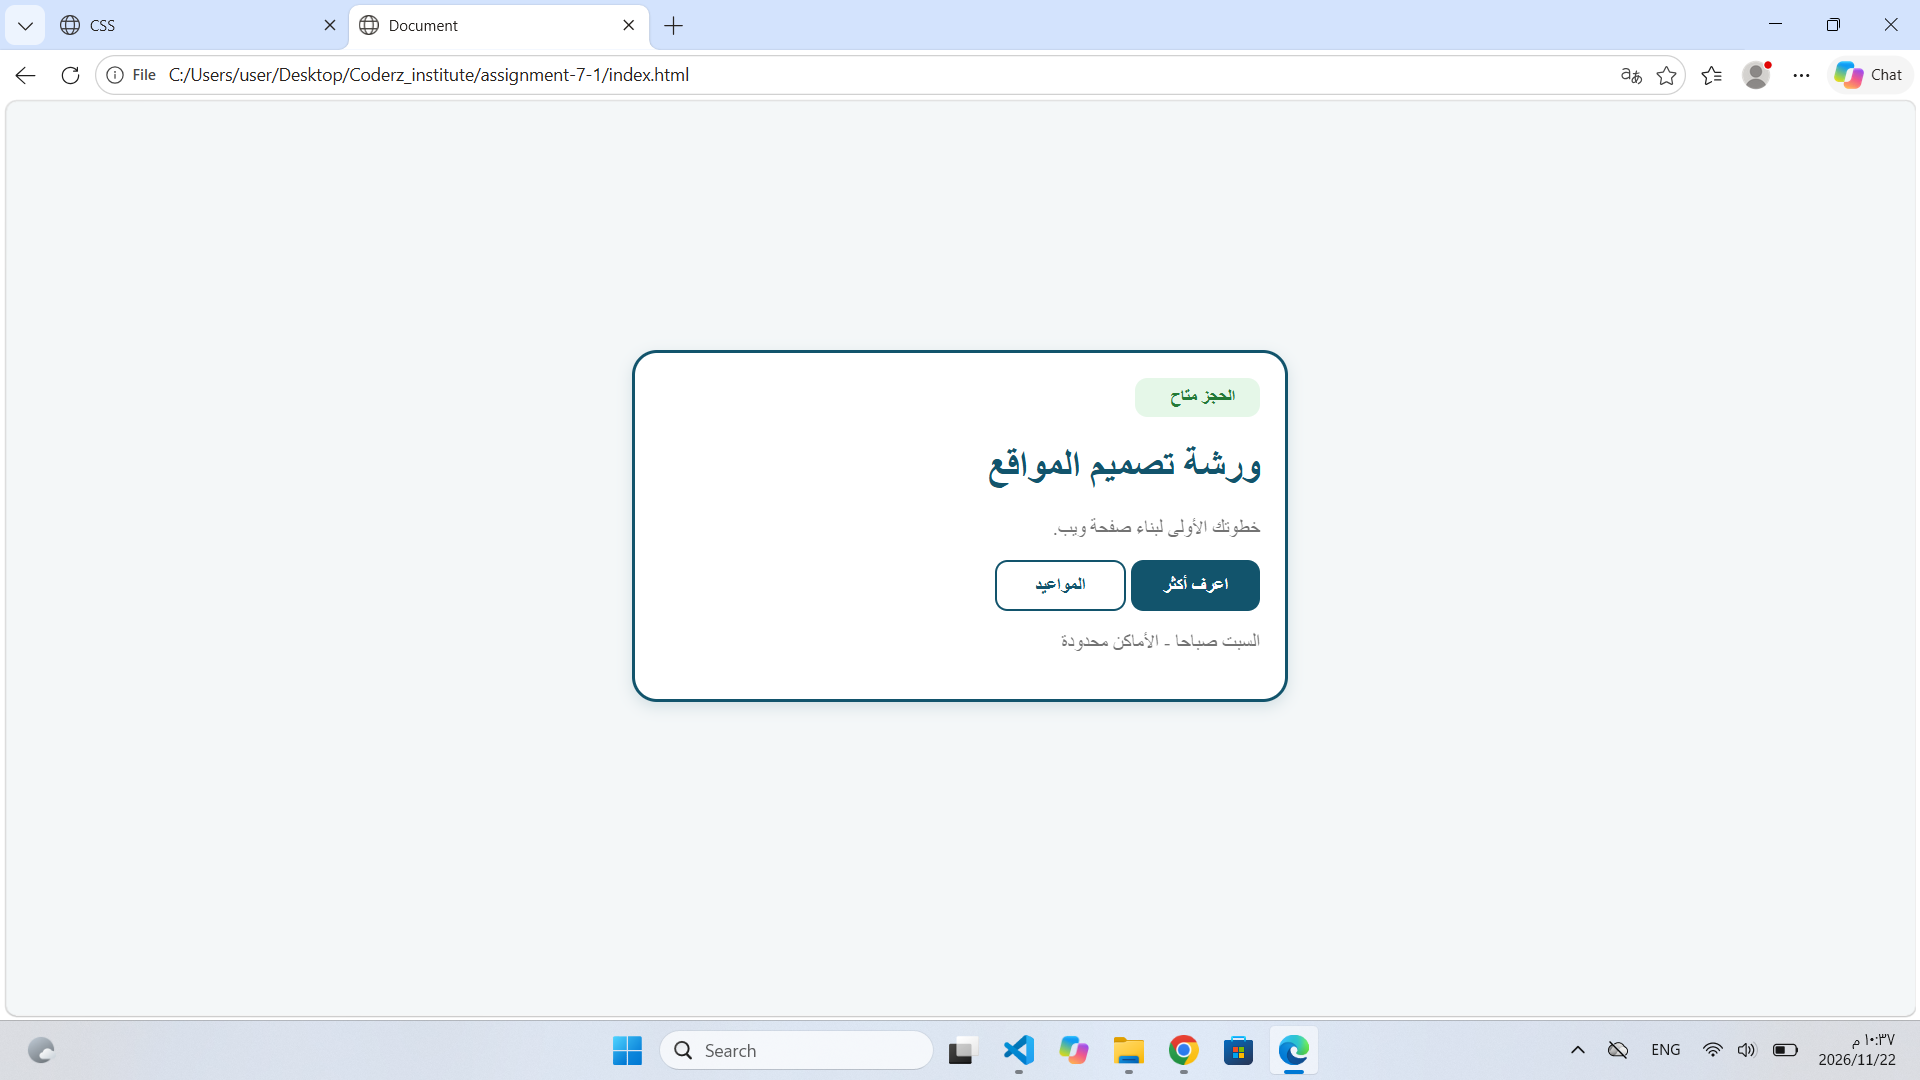 CSS
Document
File C:/Users/user/Desktop/Coderz_institute/assignment-7-1/index.html
Chat
الحجز متاح
ورشة تصميم المواقع
خطوتك الأولى لبناء صفحة ويب.
اعرف أكثر
المواعيد
السبت صباحا - الأماكن محدودة
Search
ENG
١٠:٣٧ م
2026/11/22